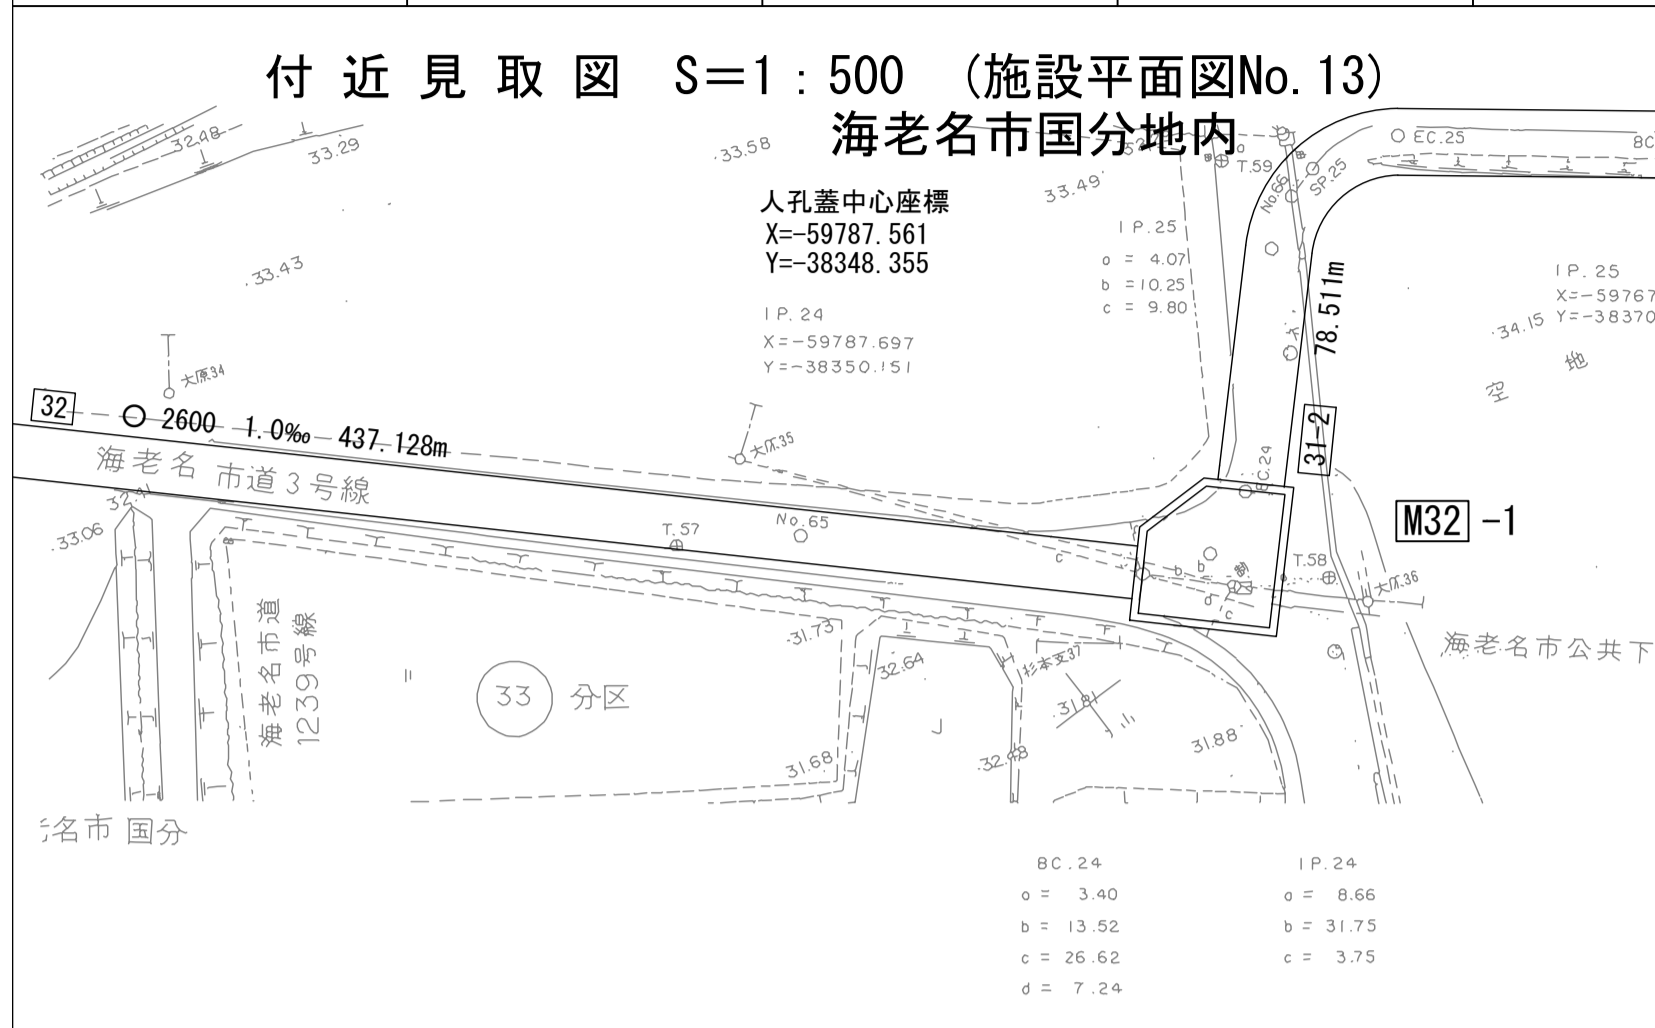 付近見取図 S＝1：500 (施設平面図No.13)
海老名市国分地内
32.48
33.29
33.58
33.49
T.59
No.66
SP.25
EC.25
人孔蓋中心座標
X=-59787.561
Y=-38348.355
IP.25
a = 4.07
b =10.25
c = 9.80
33.43
IP.24
X=-59787.697
Y=-38350.151
78.511m
IP.25
X=-59767
Y=-38370
34.15
空地
大原34
32
○ 2600 1.0‰ 437.128m
海老名市道3号線
大原35
31-2
BC.24
M32 -1
32.41
33.06
T.57
No.65
c
b b
a
d
c
T.58
大原36
海老名市道
1239号線
31.73
32.64
杉本支37
31.81
海老名市公共下
33 分区
31.68
32.48
31.88
名市国分
BC.24
a = 3.40
b = 13.52
c = 26.62
d = 7.24
IP.24
a = 8.66
b = 31.75
c = 3.75